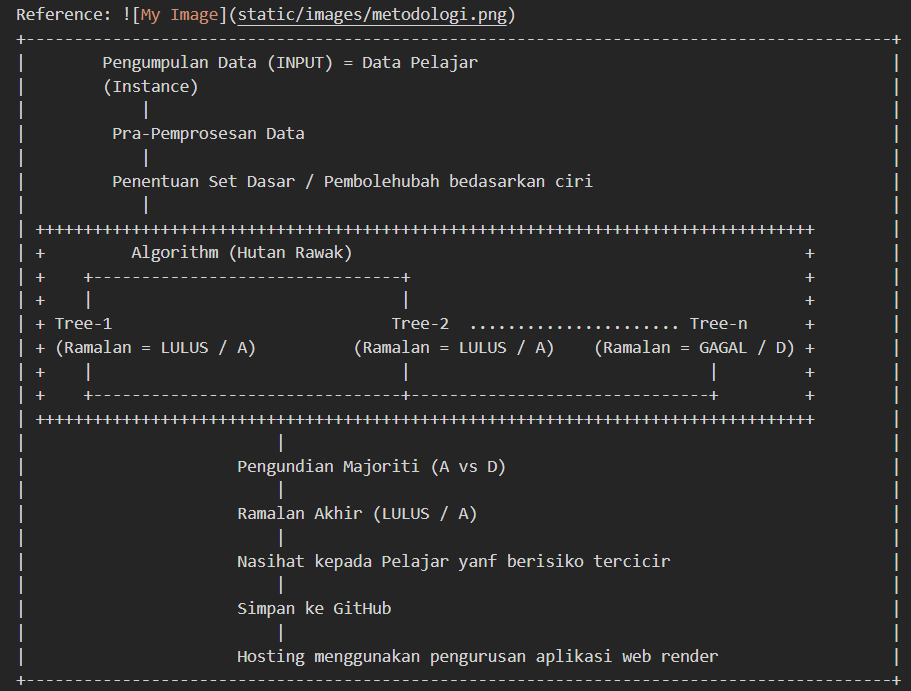 Reference: ![My Image](static/images/metodologi.png)
+------------------------------------------------------------------------------------------+
|        Pengumpulan Data (INPUT) = Data Pelajar                                           |
|        (Instance)                                                                        |
|            |                                                                             |
|         Pra-Pemprosesan Data                                                             |
|            |                                                                             |
|         Penentuan Set Dasar / Pembolehubah bedasarkan ciri                               |
|            |                                                                             |
| +++++++++++++++++++++++++++++++++++++++++++++++++++++++++++++++++++++++++++++++++        |
| +         Algorithm (Hutan Rawak)                                               +        |
| +    +--------------------------------+                                         +        |
| +    |                                |                                         +        |
| + Tree-1                             Tree-2  ...................... Tree-n      +        |
| + (Ramalan = LULUS / A)          (Ramalan = LULUS / A)    (Ramalan = GAGAL / D) +        |
| +    |                                |                               |         +        |
| +    +--------------------------------+-------------------------------+         +        |
| +++++++++++++++++++++++++++++++++++++++++++++++++++++++++++++++++++++++++++++++++        |
|                          |                                                               |
|                      Pengundian Majoriti (A vs D)                                        |
|                          |                                                               |
|                      Ramalan Akhir (LULUS / A)                                           |
|                          |                                                               |
|                      Nasihat kepada Pelajar yanf berisiko tercicir                       |
|                          |                                                               |
|                      Simpan ke GitHub                                                    |
|                          |                                                               |
|                      Hosting menggunakan pengurusan aplikasi web render                  |
+------------------------------------------------------------------------------------------+